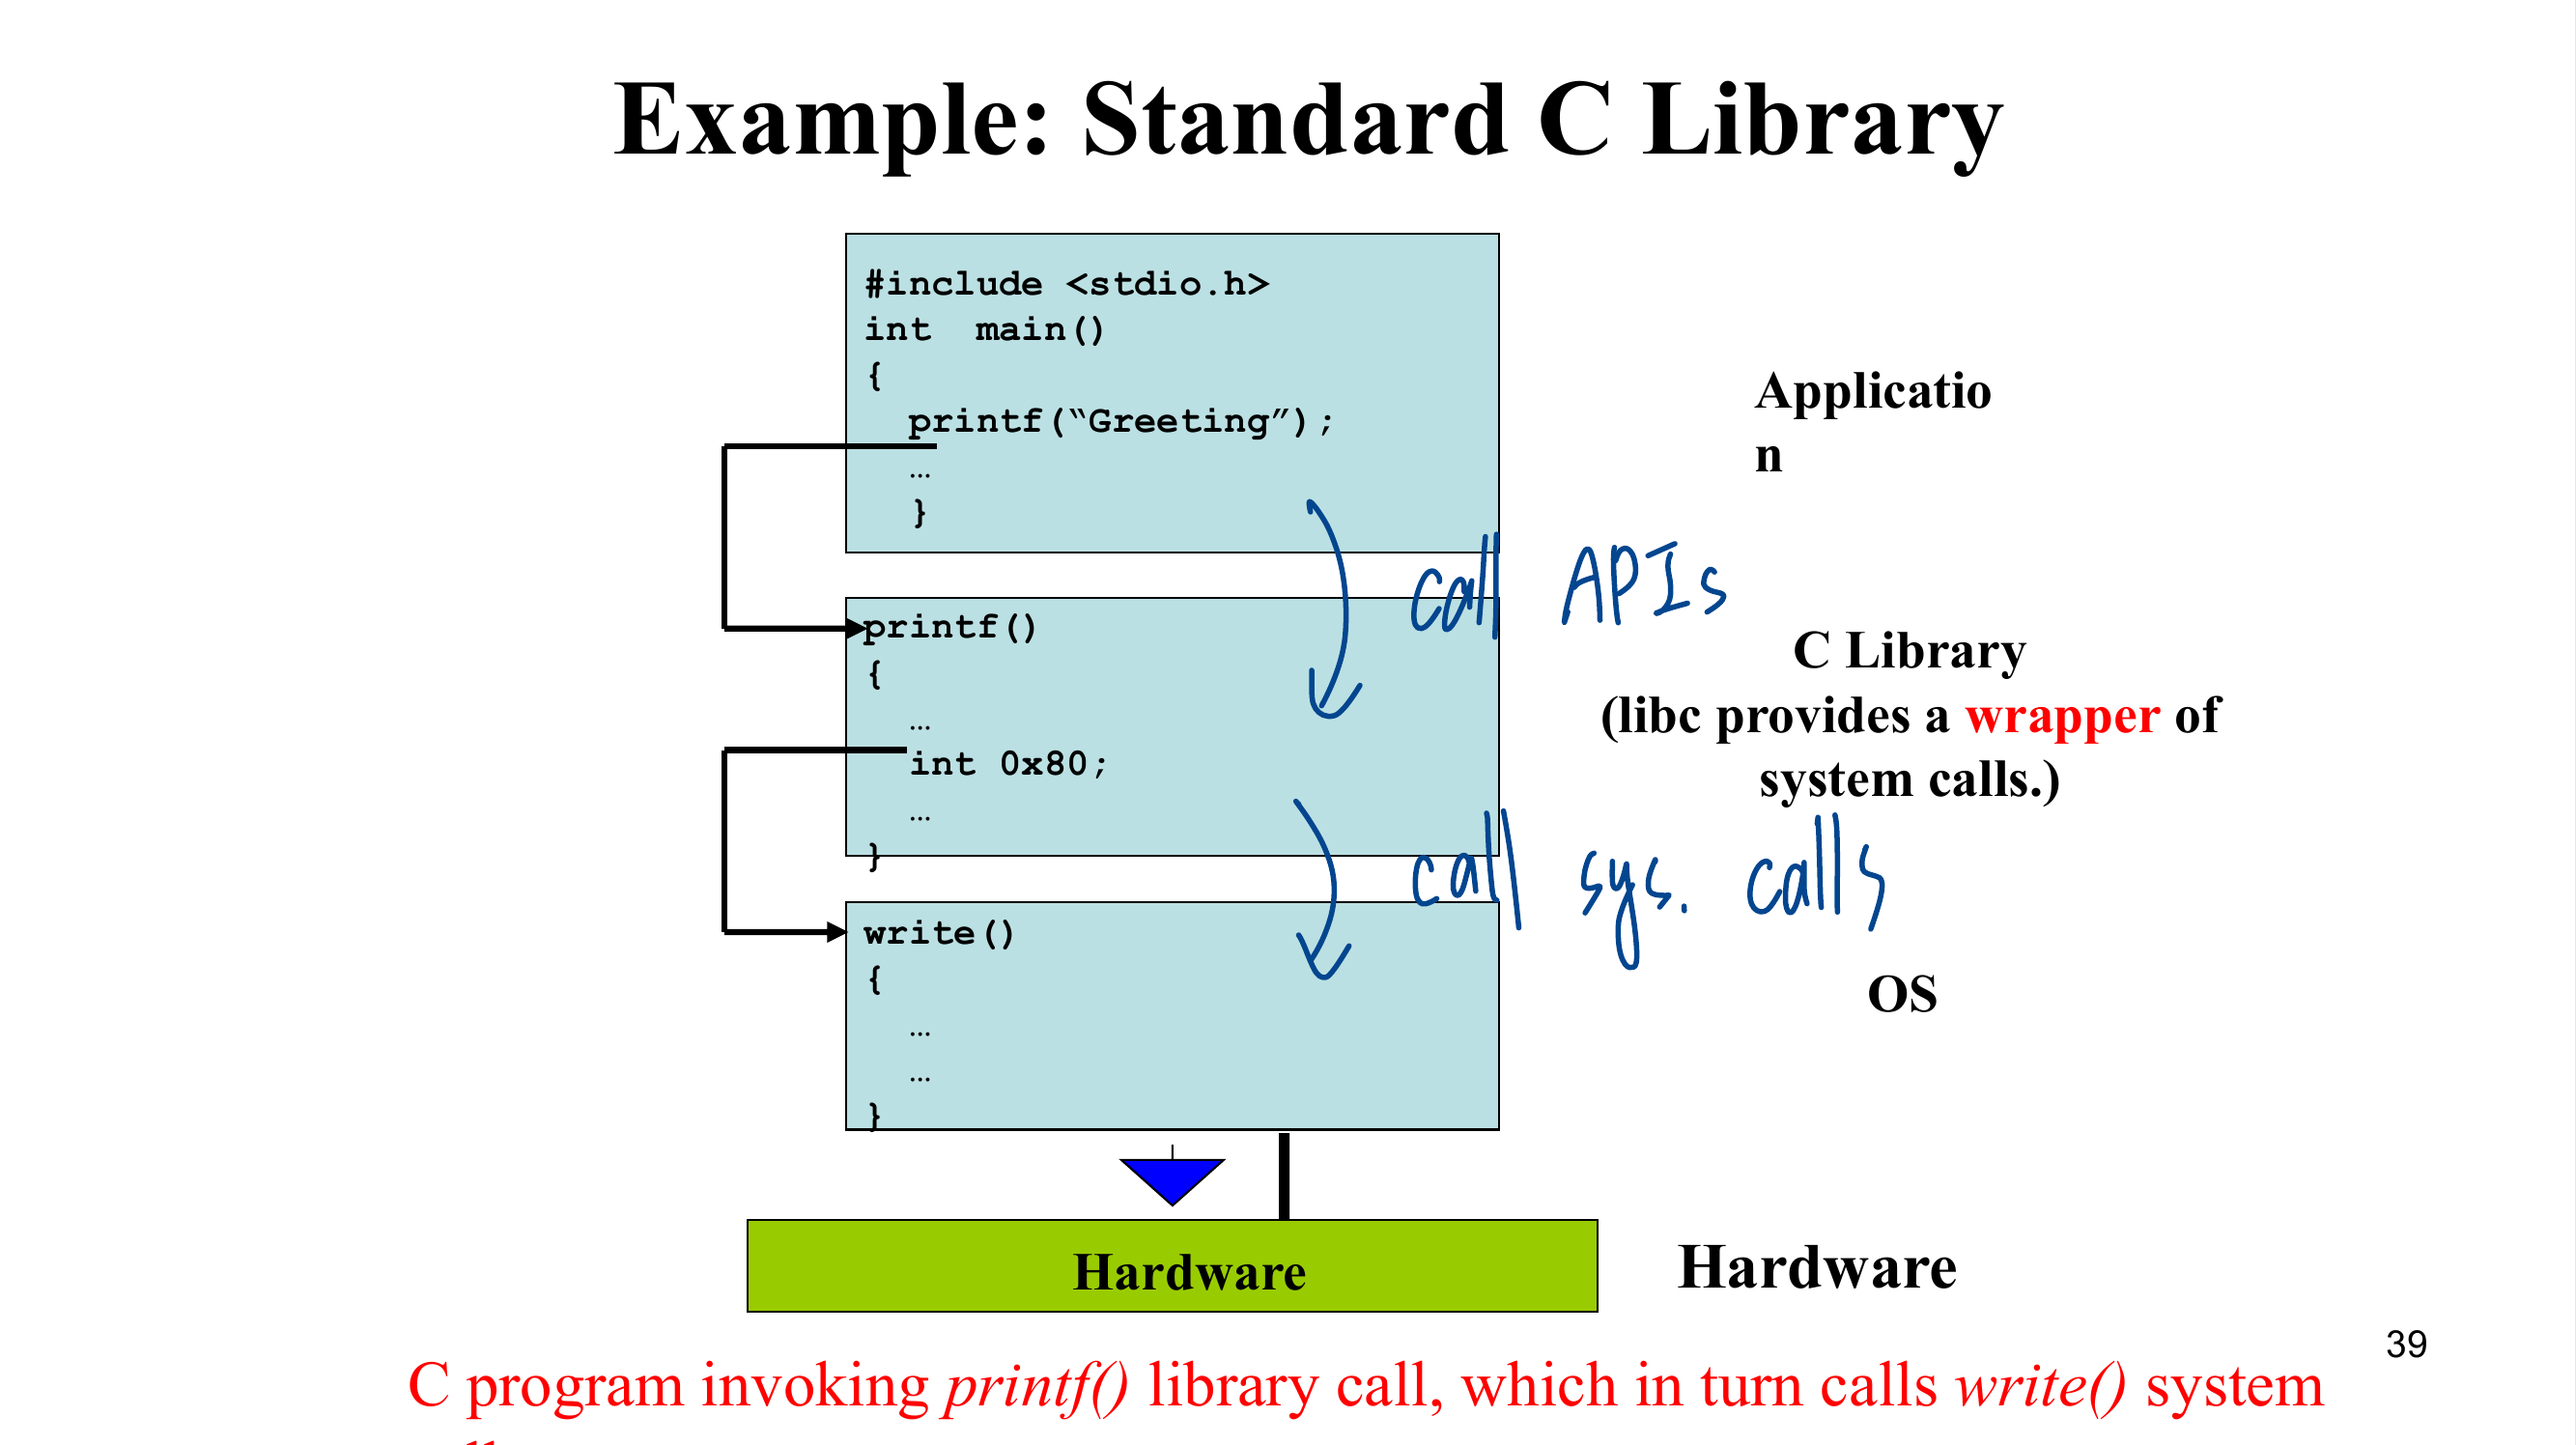 Example: Standard C Library
#include <stdio.h>
int  main()
{
printf(“Greeting”);
…
}
Applicatio
n
call APIs
printf()
{
…
int 0x80;
…
}
C Library
(libc provides a wrapper of
system calls.)
call sys. calls
write()
{
…
…
}
OS
Hardware
Hardware
39
C program invoking printf() library call, which in turn calls write() system